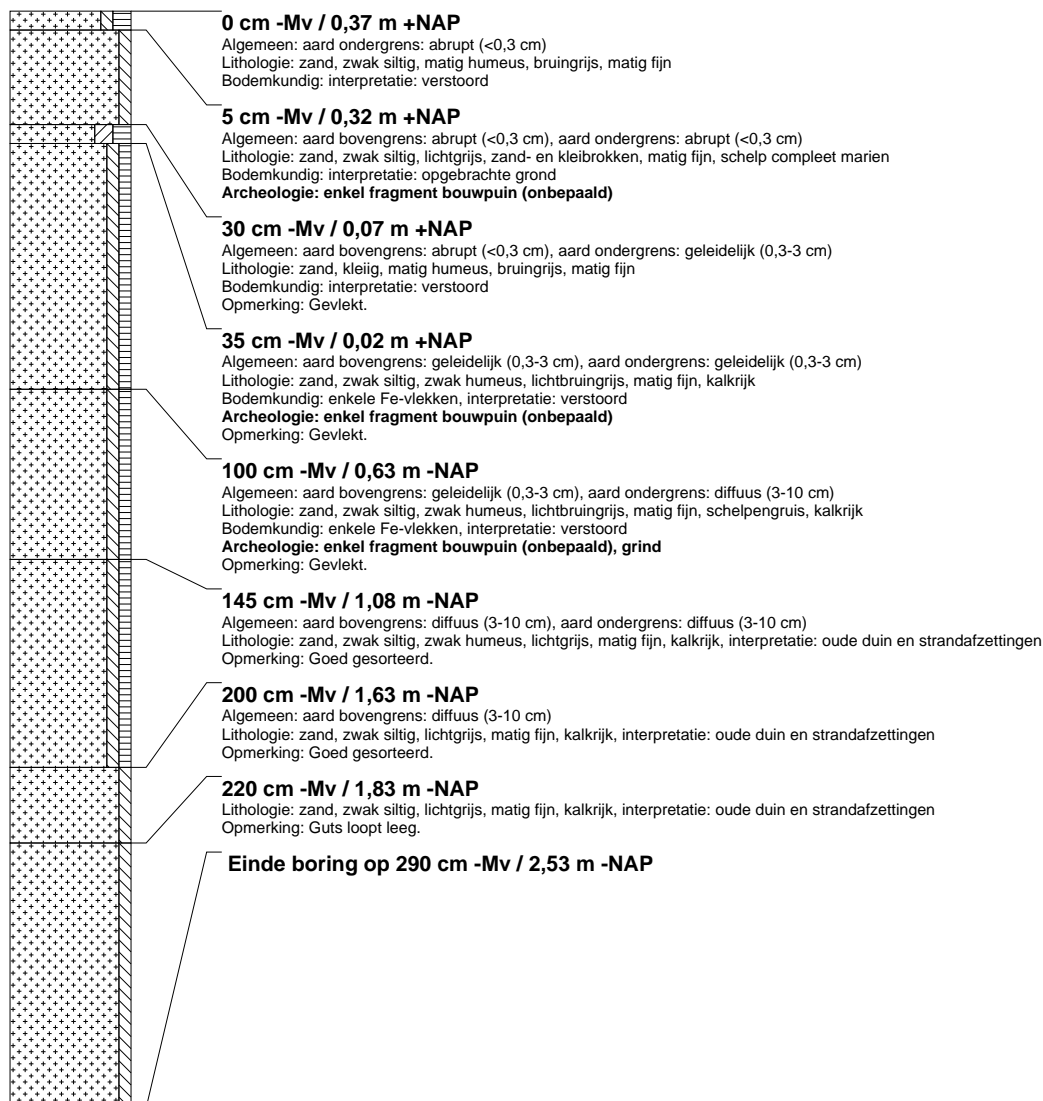 0 cm -Mv / 0,37 m +NAP
Algemeen: aard ondergrens: abrupt (<0,3 cm)
Lithologie: zand, zwak siltig, matig humeus, bruingrijs, matig fijn
Bodemkundig: interpretatie: verstoord
5 cm -Mv / 0,32 m +NAP
Algemeen: aard bovengrens: abrupt (<0,3 cm), aard ondergrens: abrupt (<0,3 cm)
Lithologie: zand, zwak siltig, lichtgrijs, zand- en kleibrokken, matig fijn, schelp compleet marien
Bodemkundig: interpretatie: opgebrachte grond
Archeologie: enkel fragment bouwpuin (onbepaald)
30 cm -Mv / 0,07 m +NAP
Algemeen: aard bovengrens: abrupt (<0,3 cm), aard ondergrens: geleidelijk (0,3-3 cm)
Lithologie: zand, kleiig, matig humeus, bruingrijs, matig fijn
Bodemkundig: interpretatie: verstoord
Opmerking: Gevlekt.
35 cm -Mv / 0,02 m +NAP
Algemeen: aard bovengrens: geleidelijk (0,3-3 cm), aard ondergrens: geleidelijk (0,3-3 cm)
Lithologie: zand, zwak siltig, zwak humeus, lichtbruingrijs, matig fijn, kalkrijk
Bodemkundig: enkele Fe-vlekken, interpretatie: verstoord
Archeologie: enkel fragment bouwpuin (onbepaald)
Opmerking: Gevlekt.
100 cm -Mv / 0,63 m -NAP
Algemeen: aard bovengrens: geleidelijk (0,3-3 cm), aard ondergrens: diffuus (3-10 cm)
Lithologie: zand, zwak siltig, zwak humeus, lichtbruingrijs, matig fijn, schelpengruis, kalkrijk
Bodemkundig: enkele Fe-vlekken, interpretatie: verstoord
Archeologie: enkel fragment bouwpuin (onbepaald), grind
Opmerking: Gevlekt.
145 cm -Mv / 1,08 m -NAP
Algemeen: aard bovengrens: diffuus (3-10 cm), aard ondergrens: diffuus (3-10 cm)
Lithologie: zand, zwak siltig, zwak humeus, lichtgrijs, matig fijn, kalkrijk, interpretatie: oude duin en strandafzettingen
Opmerking: Goed gesorteerd.
200 cm -Mv / 1,63 m -NAP
Algemeen: aard bovengrens: diffuus (3-10 cm)
Lithologie: zand, zwak siltig, lichtgrijs, matig fijn, kalkrijk, interpretatie: oude duin en strandafzettingen
Opmerking: Goed gesorteerd.
220 cm -Mv / 1,83 m -NAP
Lithologie: zand, zwak siltig, lichtgrijs, matig fijn, kalkrijk, interpretatie: oude duin en strandafzettingen
Opmerking: Guts loopt leeg.
Einde boring op 290 cm -Mv / 2,53 m -NAP